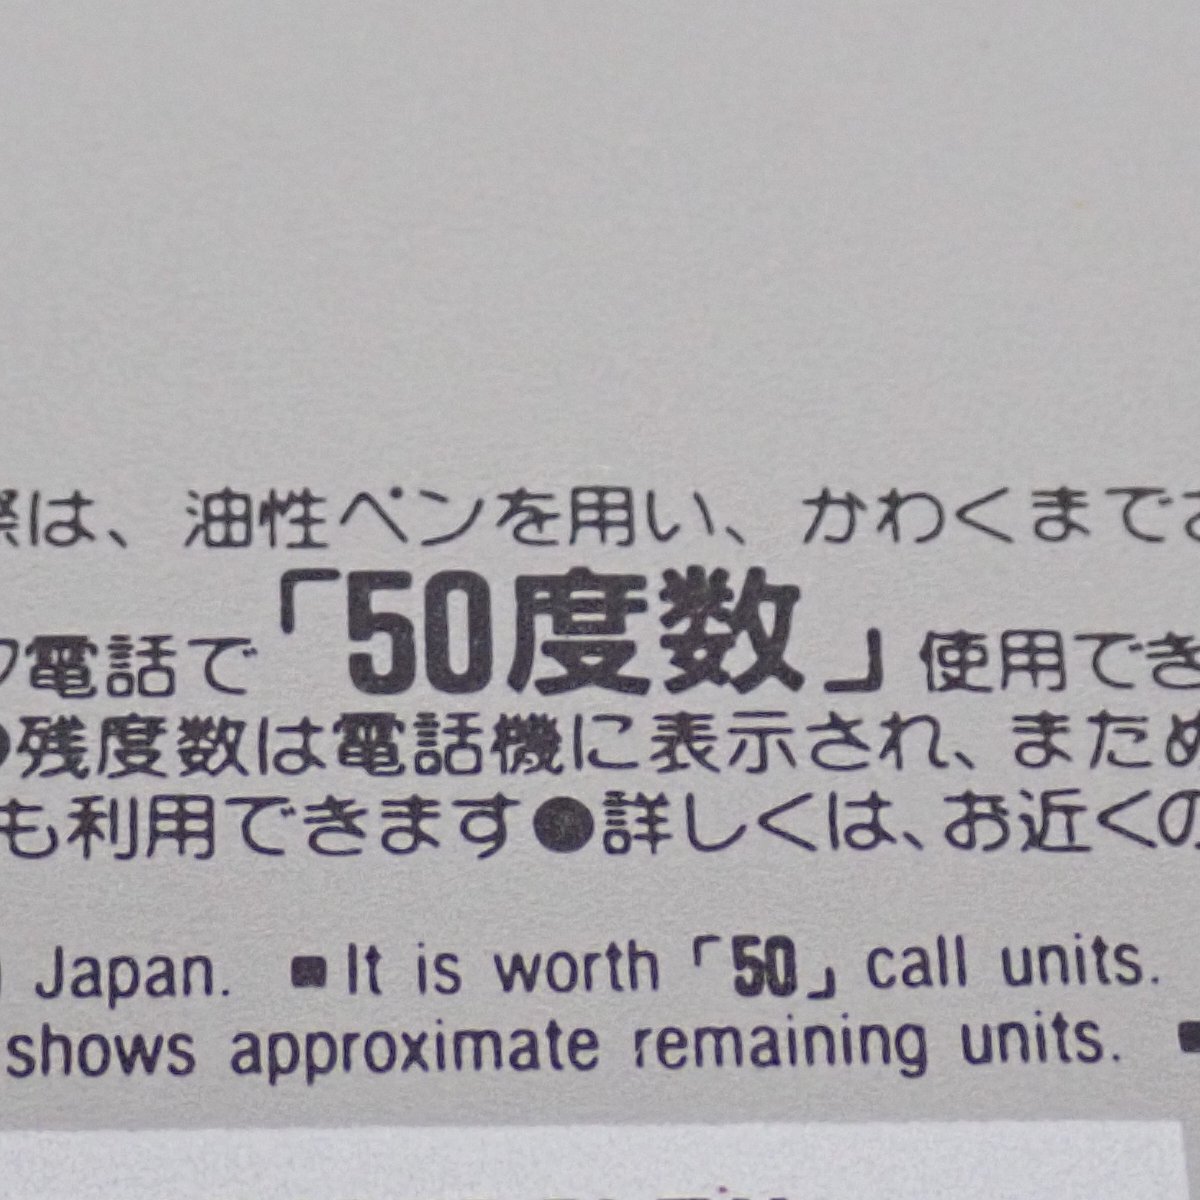 際は、油性ペンを用い、かわくまでさ
電話で「50度数」使用でき
●残度数は電話機に表示され、まため
も利用できます●詳しくは、お近くの
Japan. ■It is worth「50」call units.
shows approximate remaining units. ■